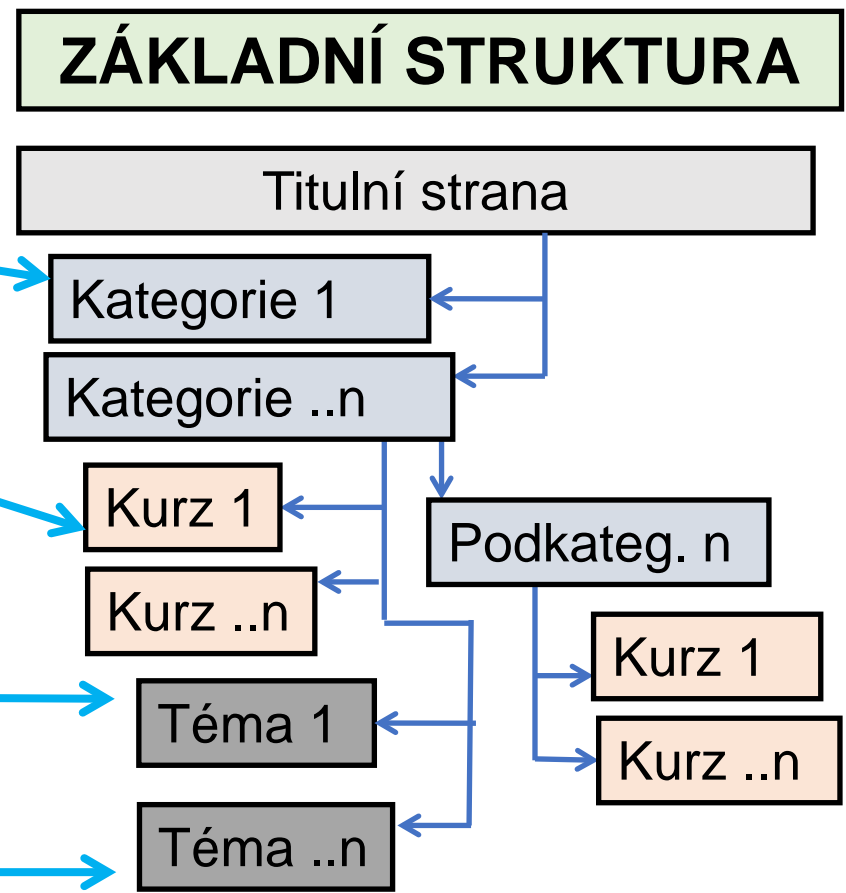 ZÁKLADNÍ STRUKTURA
Titulní strana
Kategorie 1
Kategorie ..n
Kurz 1
Podkateg. n
Kurz ..n
Kurz 1
Téma 1
Kurz ..n
Téma ..n